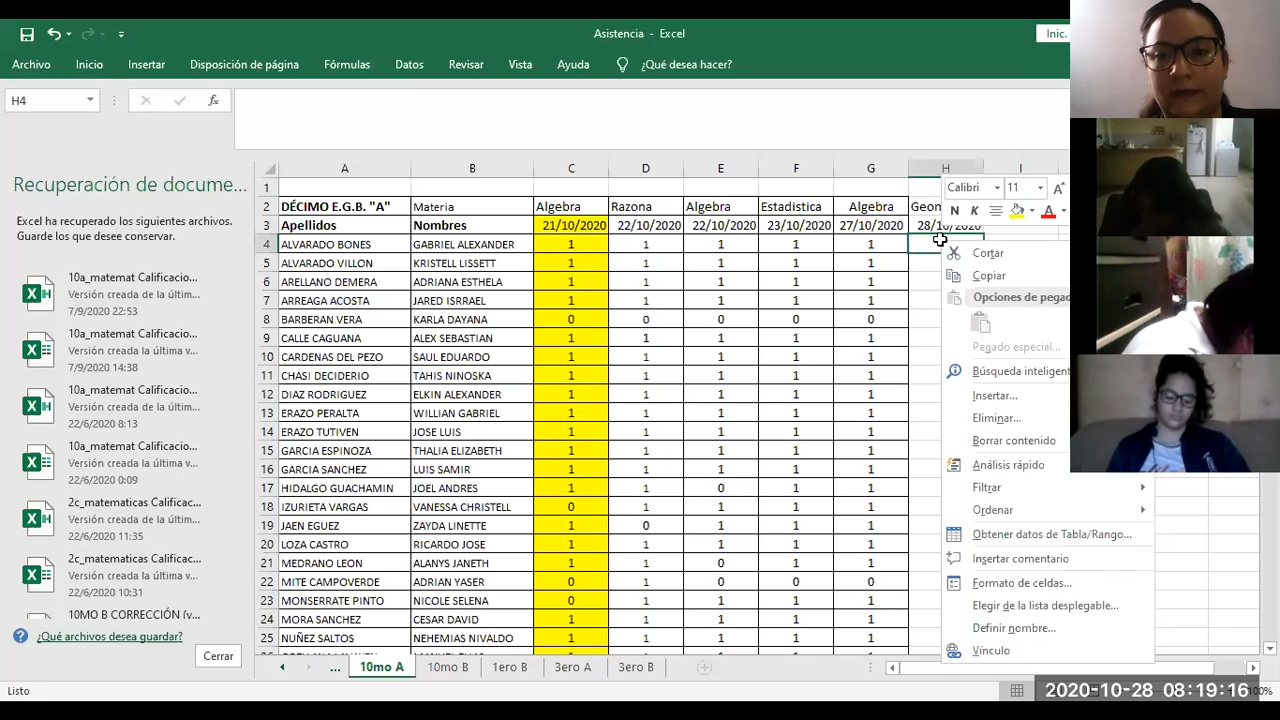 Asistencia - Excel
Inic.
Archivo Inicio Insertar Disposición de página Fórmulas Datos Revisar Vista Ayuda ¿Qué desea hacer?
H4
fx
Recuperación de docume...
Excel ha recuperado los siguientes archivos.
Guarde los que desee conservar.
10a_matemat Calificacio...
Versión creada de la últim...
7/9/2020 22:53
10a_matemat Calificacio...
Versión creada de la última v...
7/9/2020 14:38
10a_matemat Calificacio...
Versión creada de la última v...
22/6/2020 8:13
10a_matemat Calificacio...
Versión creada de la última v...
22/6/2020 0:09
2c_matematicas Calificac...
Versión creada de la última v...
22/6/2020 11:35
2c_matematicas Calificac...
Versión creada de la última v...
22/6/2020 10:31
10MO B CORRECCIÓN (v...
¿Qué archivos desea guardar?
Cerrar
A B C D E F G H I
1
2 DÉCIMO E.G.B. "A" Materia Algebra Razona Algebra Estadistica Algebra Geom
3 Apellidos Nombres 21/10/2020 22/10/2020 22/10/2020 23/10/2020 27/10/2020 28/10/2020
4 ALVARADO BONES GABRIEL ALEXANDER 1 1 1 1 1
5 ALVARADO VILLON KRISTELL LISSETT 1 1 1 1 1
6 ARELLANO DEMERA ADRIANA ESTHELA 1 1 1 1 1
7 ARREAGA ACOSTA JARED ISRRAEL 1 1 1 1 1
8 BARBERAN VERA KARLA DAYANA 0 0 0 0 0
9 CALLE CAGUANA ALEX SEBASTIAN 1 1 1 1 1
10 CARDENAS DEL PEZO SAUL EDUARDO 1 1 1 1 1
11 CHASI DECIDERIO TAHIS NINOSKA 1 1 1 1 1
12 DIAZ RODRIGUEZ ELKIN ALEXANDER 1 1 1 1 1
13 ERAZO PERALTA WILLIAN GABRIEL 1 1 1 1 1
14 ERAZO TUTIVEN JOSE LUIS 1 1 1 1 1
15 GARCIA ESPINOZA THALIA ELIZABETH 1 1 1 1 1
16 GARCIA SANCHEZ LUIS SAMIR 1 1 1 1 1
17 HIDALGO GUACHAMIN JOEL ANDRES 1 1 0 1 1
18 IZURIETA VARGAS VANESSA CHRISTELL 0 1 1 1 1
19 JAEN EGUEZ ZAYDA LINETTE 1 0 1 1 1
20 LOZA CASTRO RICARDO JOSE 1 1 1 1 1
21 MEDRANO LEON ALANYS JANETH 1 1 0 1 1
22 MITE CAMPOVERDE ADRIAN YASER 0 1 0 0 0
23 MONSERRATE PINTO NICOLE SELENA 0 1 1 1 1
24 MORA SANCHEZ CESAR DAVID 1 1 1 1 1
25 NUÑEZ SALTOS NEHEMIAS NIVALDO 1 1 1 1 1
Calibri 11 A
N K A
Cortar
Copiar
Opciones de pegad
Pegado especial...
Búsqueda inteligent
Insertar...
Eliminar...
Borrar contenido
Análisis rápido
Filtrar
Ordenar
Obtener datos de Tabla/Rango...
Insertar comentario
Formato de celdas...
Elegir de la lista desplegable...
Definir nombre...
Vínculo
... 10mo A 10mo B 1ero B 3ero A 3ero B
Listo
2020-10-28 08:19:16
100%